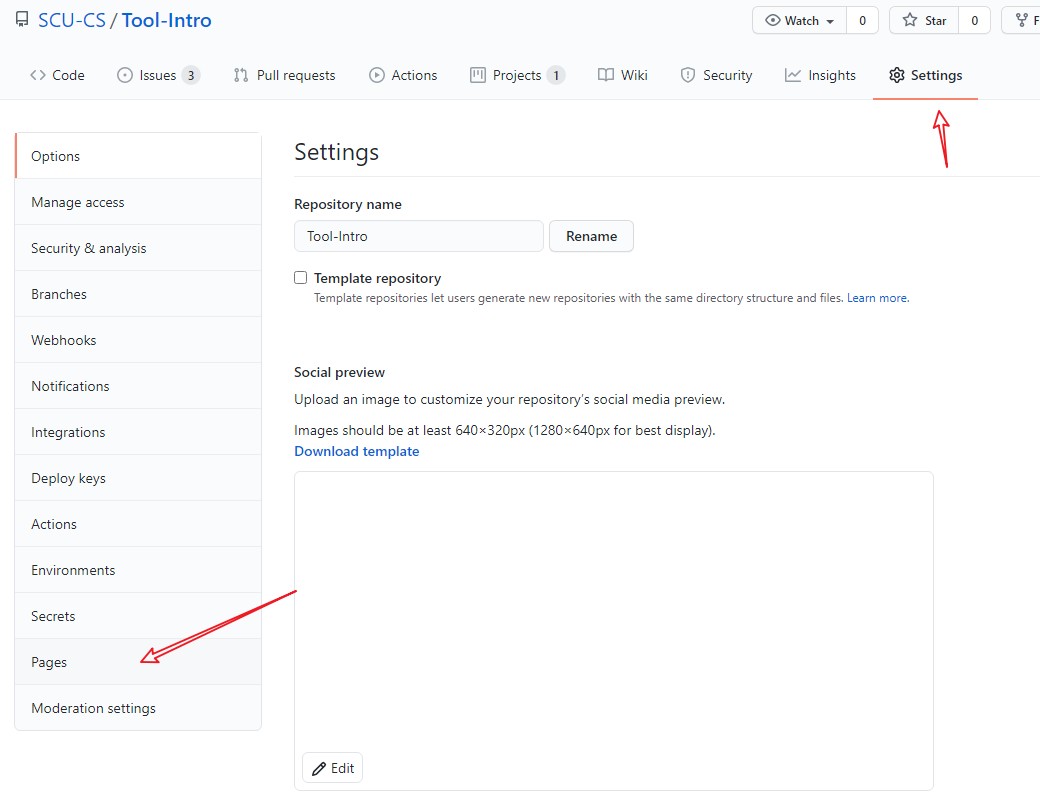 SCU-CS / Tool-Intro
Watch 0 Star 0 F
Code Issues 3 Pull requests Actions Projects 1 Wiki Security Insights Settings
Options
Manage access
Security & analysis
Branches
Webhooks
Notifications
Integrations
Deploy keys
Actions
Environments
Secrets
Pages
Moderation settings
Settings
Repository name
Tool-Intro Rename
Template repository
Template repositories let users generate new repositories with the same directory structure and files. Learn more.
Social preview
Upload an image to customize your repository's social media preview.
Images should be at least 640×320px (1280×640px for best display).
Download template
Edit